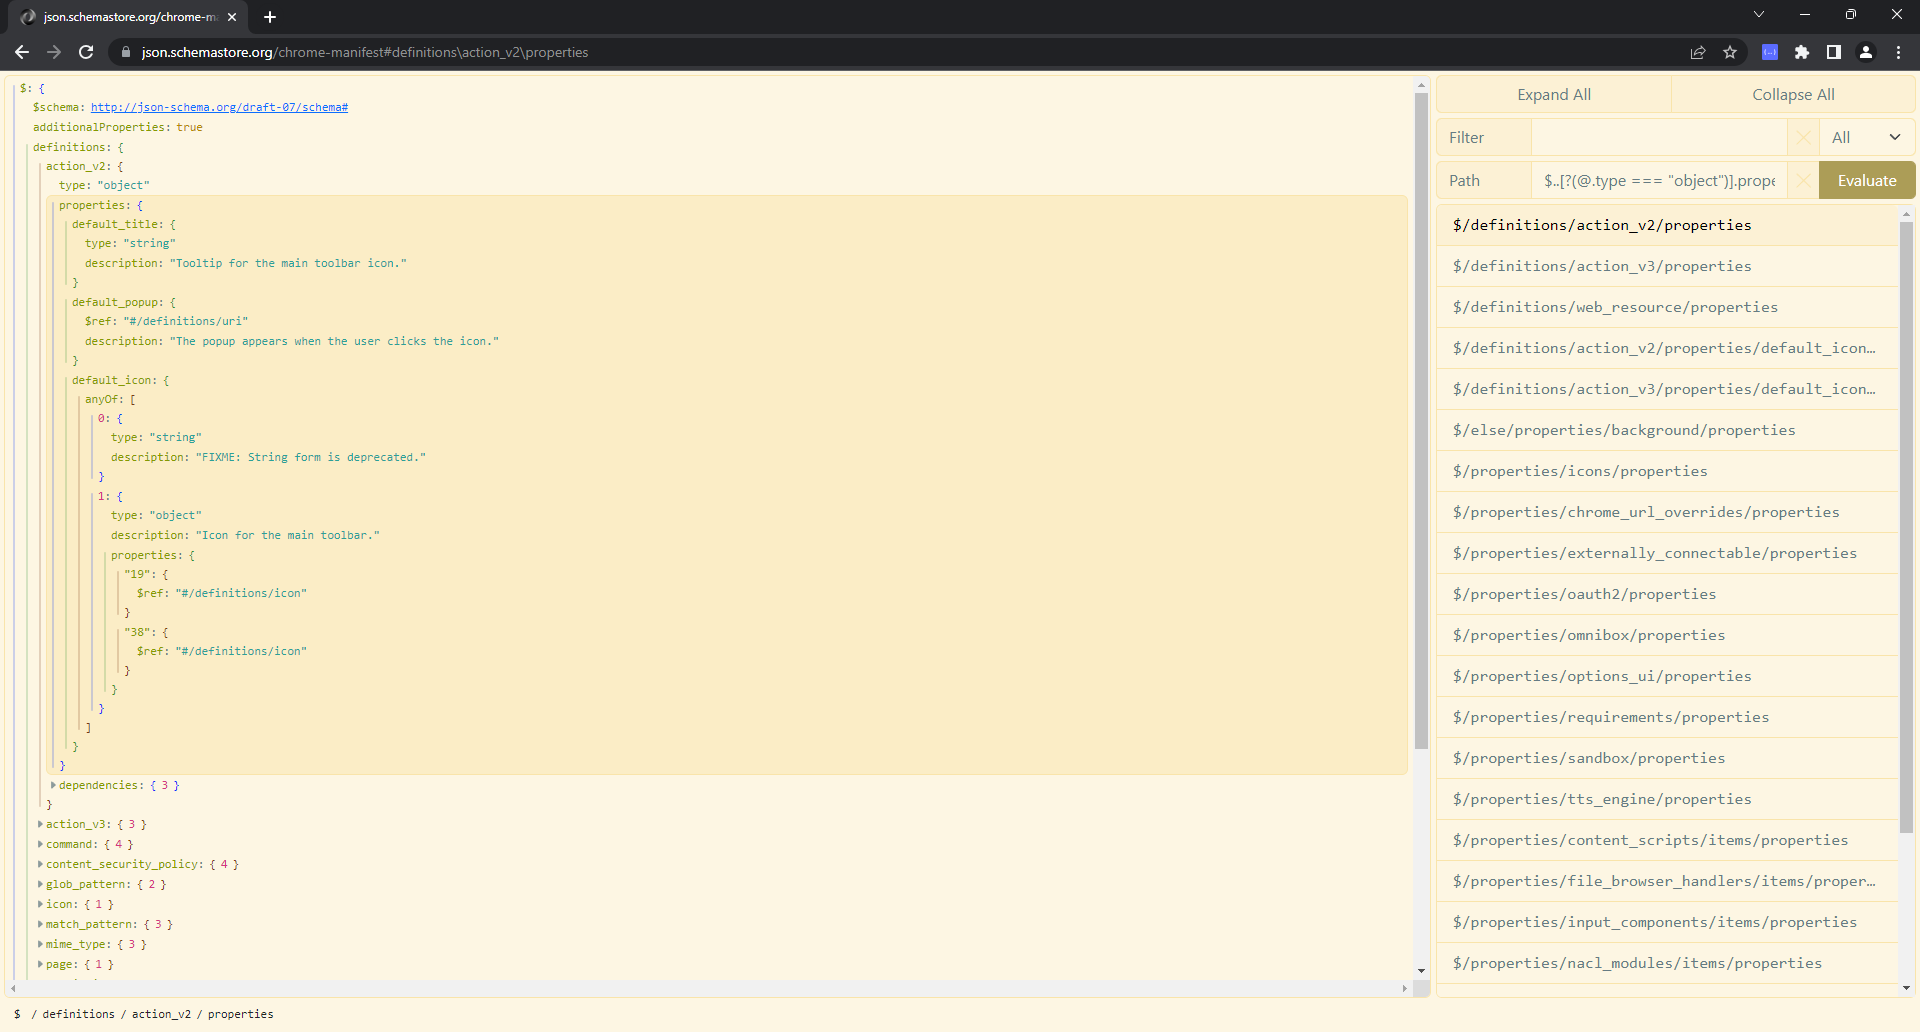 json.schemastore.org/chrome-m
json.schemastore.org/chrome-manifest#definitions\action_v2\properties
$: {
$schema: http://json-schema.org/draft-07/schema#
additionalProperties: true
definitions: {
action_v2: {
type: "object"
properties: {
default_title: {
type: "string"
description: "Tooltip for the main toolbar icon."
}
default_popup: {
$ref: "#/definitions/uri"
description: "The popup appears when the user clicks the icon."
}
default_icon: {
anyOf: [
0: {
type: "string"
description: "FIXME: String form is deprecated."
}
1: {
type: "object"
description: "Icon for the main toolbar."
properties: {
"19": {
$ref: "#/definitions/icon"
}
"38": {
$ref: "#/definitions/icon"
}
}
}
]
}
}
dependencies: { 3 }
}
action_v3: { 3 }
command: { 4 }
content_security_policy: { 4 }
glob_pattern: { 2 }
icon: { 1 }
match_pattern: { 3 }
mime_type: { 3 }
page: { 1 }
$ / definitions / action_v2 / properties
Expand All
Collapse All
Filter
All
Path
$..[?(@.type === "object")].prope
Evaluate
$/definitions/action_v2/properties
$/definitions/action_v3/properties
$/definitions/web_resource/properties
$/definitions/action_v2/properties/default_icon…
$/definitions/action_v3/properties/default_icon…
$/else/properties/background/properties
$/properties/icons/properties
$/properties/chrome_url_overrides/properties
$/properties/externally_connectable/properties
$/properties/oauth2/properties
$/properties/omnibox/properties
$/properties/options_ui/properties
$/properties/requirements/properties
$/properties/sandbox/properties
$/properties/tts_engine/properties
$/properties/content_scripts/items/properties
$/properties/file_browser_handlers/items/proper…
$/properties/input_components/items/properties
$/properties/nacl_modules/items/properties